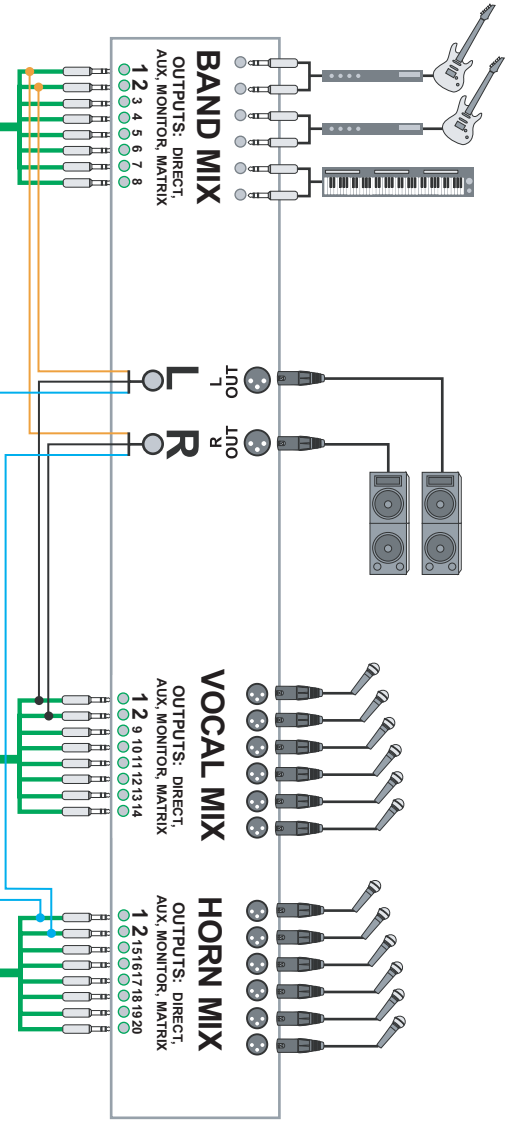 BAND MIX
OUTPUTS: DIRECT,
AUX, MONITOR, MATRIX
1 2 3 4 5 6 7 8
L
OUT
L
R
OUT
R
VOCAL MIX
OUTPUTS: DIRECT,
AUX, MONITOR, MATRIX
1 2 9 10 11 12 13 14
HORN MIX
OUTPUTS: DIRECT,
AUX, MONITOR, MATRIX
1 2 15 16 17 18 19 20